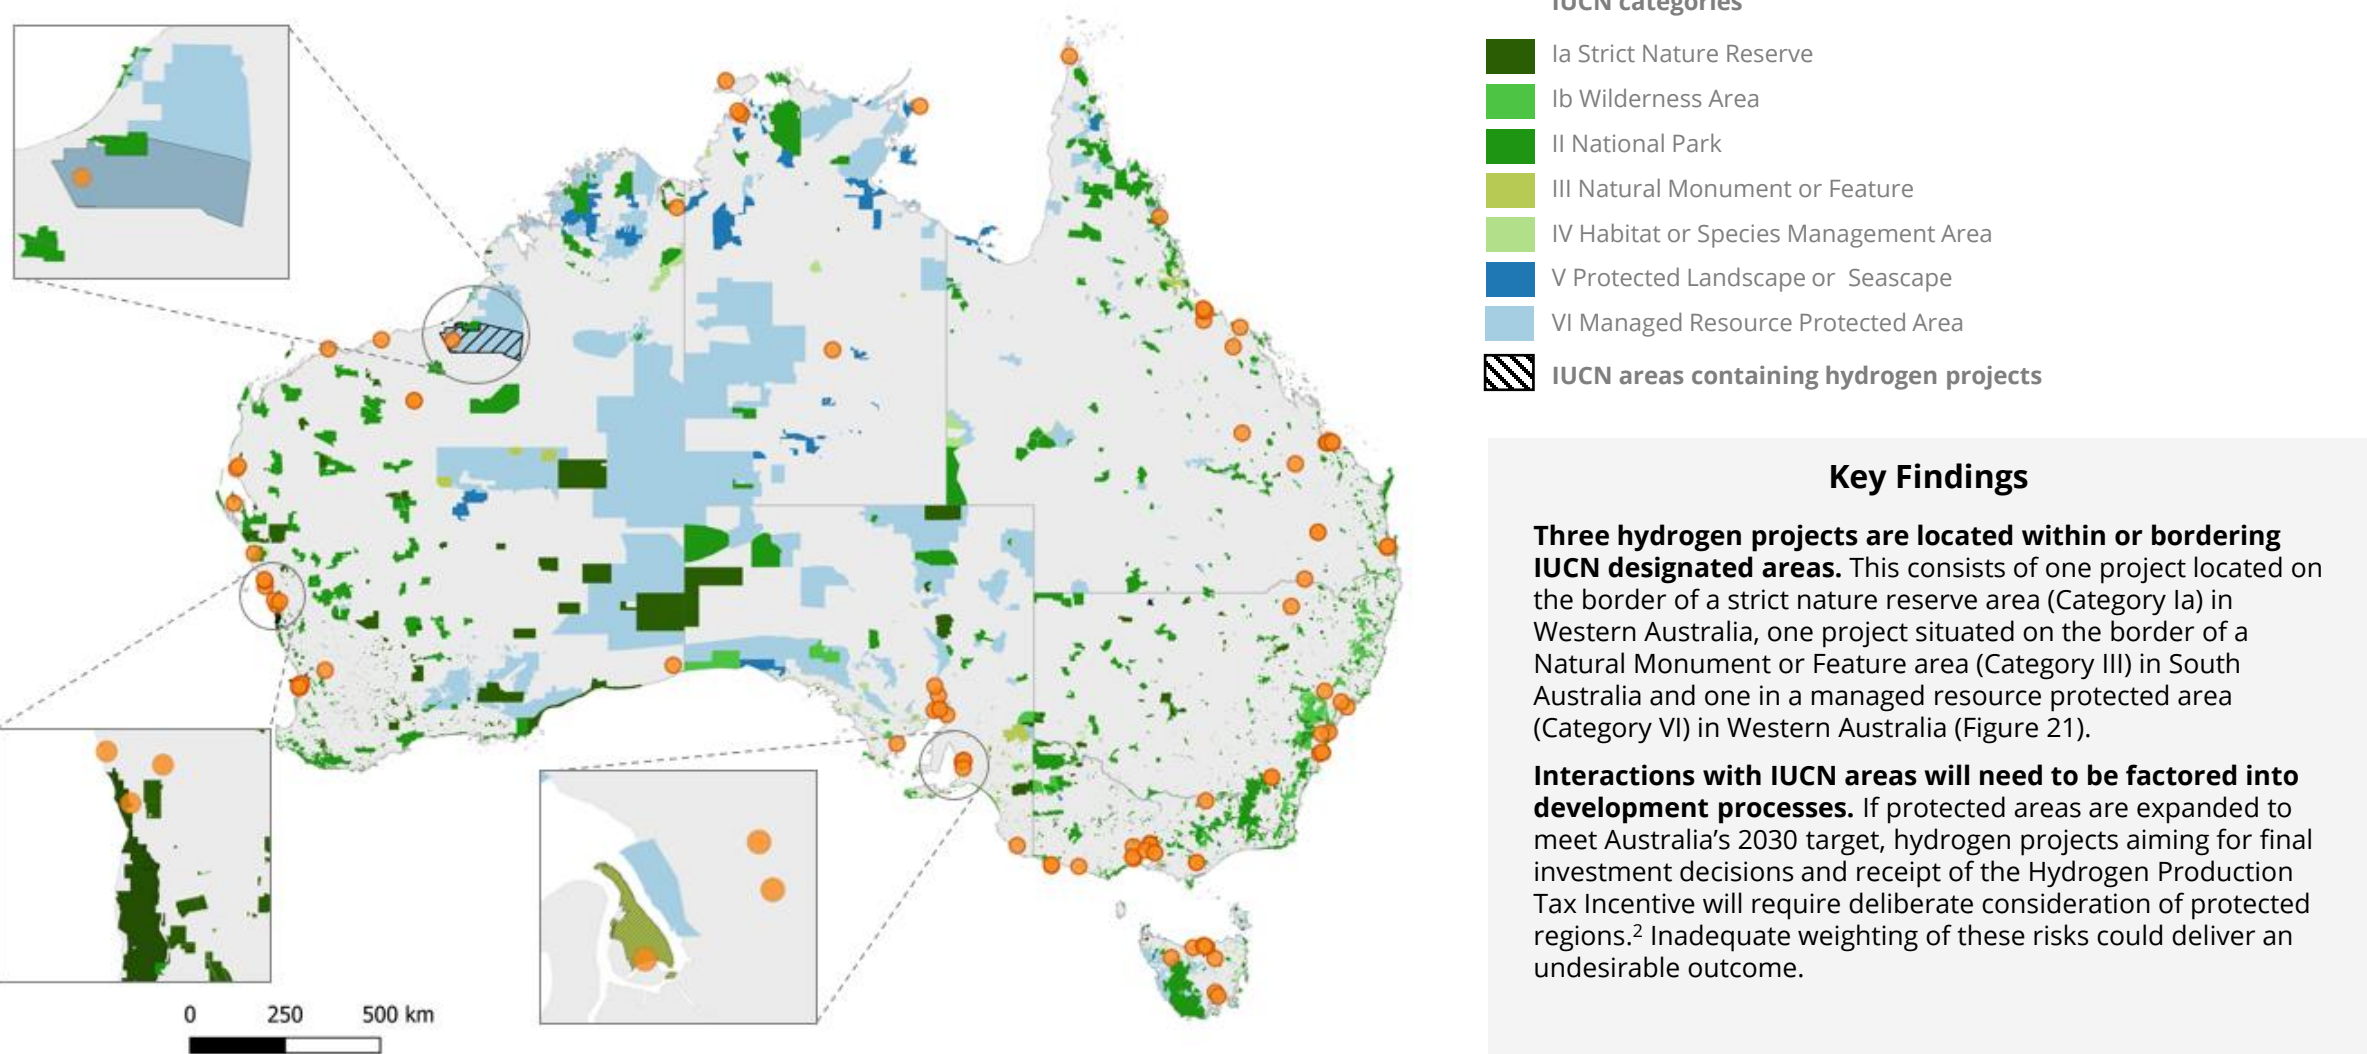 IUCN categories
Ia Strict Nature Reserve
Ib Wilderness Area
II National Park
III Natural Monument or Feature
IV Habitat or Species Management Area
V Protected Landscape or Seascape
VI Managed Resource Protected Area
IUCN areas containing hydrogen projects
Key Findings
Three hydrogen projects are located within or bordering
IUCN designated areas. This consists of one project located on
the border of a strict nature reserve area (Category Ia) in
Western Australia, one project situated on the border of a
Natural Monument or Feature area (Category III) in South
Australia and one in a managed resource protected area
(Category VI) in Western Australia (Figure 21).
Interactions with IUCN areas will need to be factored into
development processes. If protected areas are expanded to
meet Australia’s 2030 target, hydrogen projects aiming for final
investment decisions and receipt of the Hydrogen Production
Tax Incentive will require deliberate consideration of protected
regions.² Inadequate weighting of these risks could deliver an
undesirable outcome.
0 250 500 km